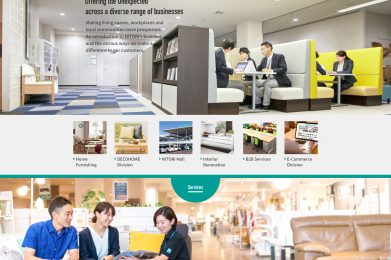 offering the unexpected
across a diverse range of businesses
Making living spaces, workplaces and
local communities more prosperous.
An introduction to NITORI's business
and the various ways we make a
difference to our customers.
Home
Furnishing
DECOHOME
Division
NITORI Mall
Interior
Renovation
B2B Services
E-Commerce
Division
Services